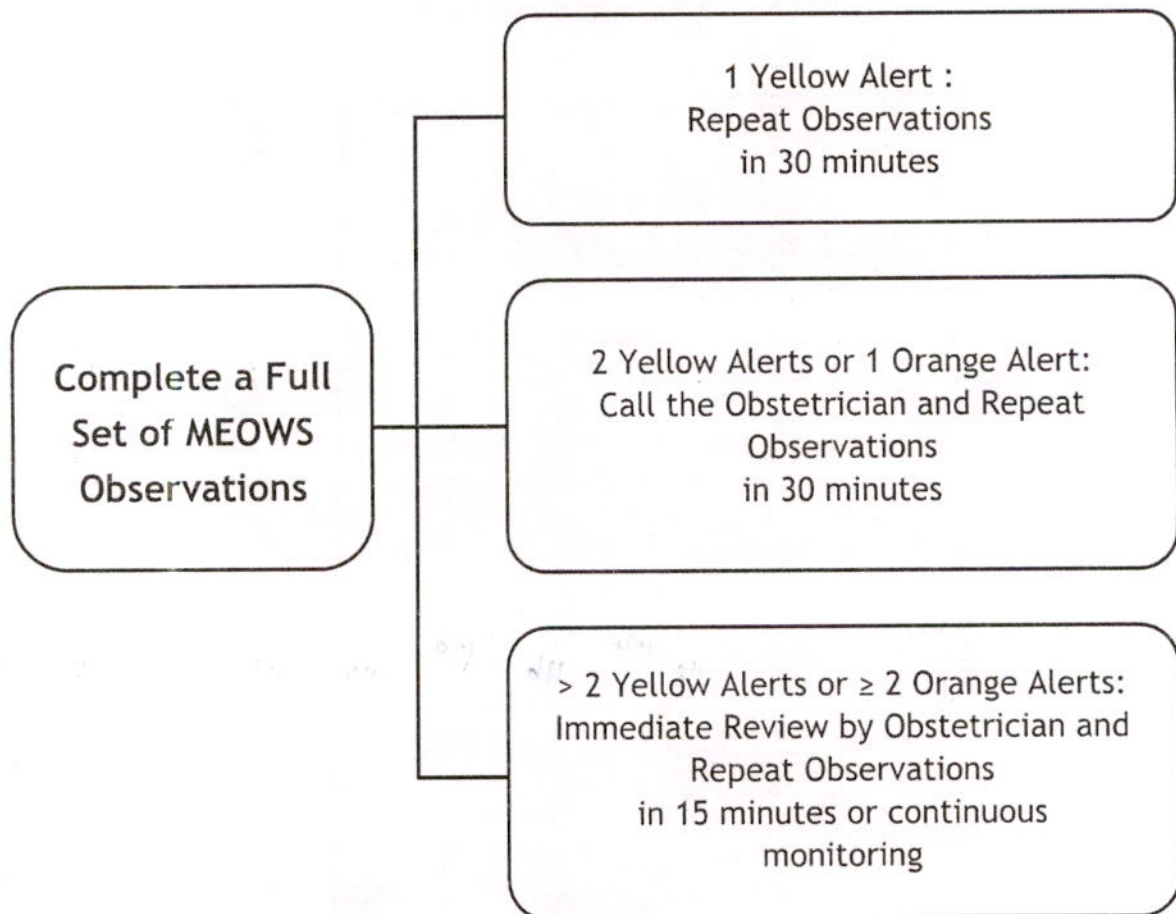 1 Yellow Alert :
Repeat Observations
in 30 minutes
Complete a Full
Set of MEOWS
Observations
2 Yellow Alerts or 1 Orange Alert:
Call the Obstetrician and Repeat
Observations
in 30 minutes
> 2 Yellow Alerts or ≥ 2 Orange Alerts:
Immediate Review by Obstetrician and
Repeat Observations
in 15 minutes or continuous
monitoring